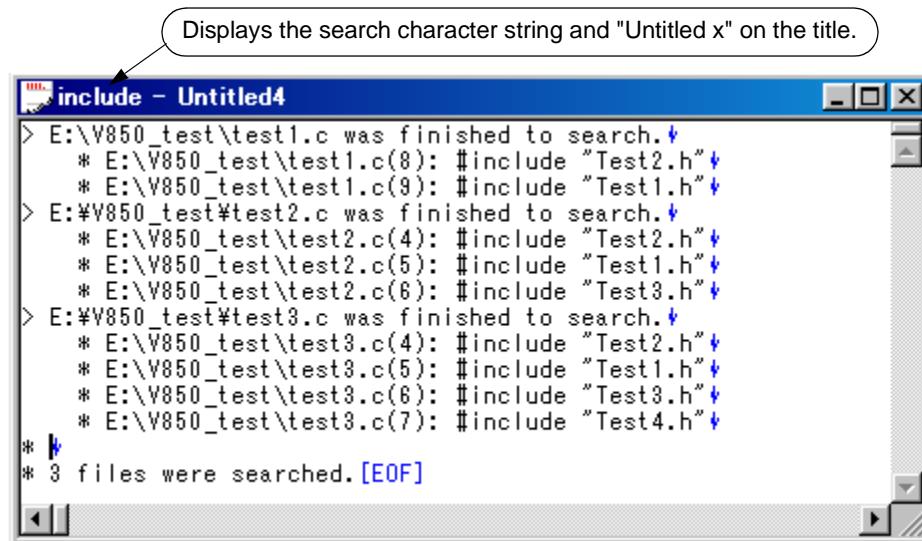 Displays the search character string and "Untitled x" on the title.
include - Untitled4
> E:\V850_test\test1.c was finished to search.
* E:\V850_test\test1.c(8): #include "Test2.h"
* E:\V850_test\test1.c(9): #include "Test1.h"
> E:¥V850_test¥test2.c was finished to search.
* E:\V850_test\test2.c(4): #include "Test2.h"
* E:\V850_test\test2.c(5): #include "Test1.h"
* E:\V850_test\test2.c(6): #include "Test3.h"
> E:¥V850_test¥test3.c was finished to search.
* E:\V850_test\test3.c(4): #include "Test2.h"
* E:\V850_test\test3.c(5): #include "Test1.h"
* E:\V850_test\test3.c(6): #include "Test3.h"
* E:\V850_test\test3.c(7): #include "Test4.h"
*
* 3 files were searched.[EOF]